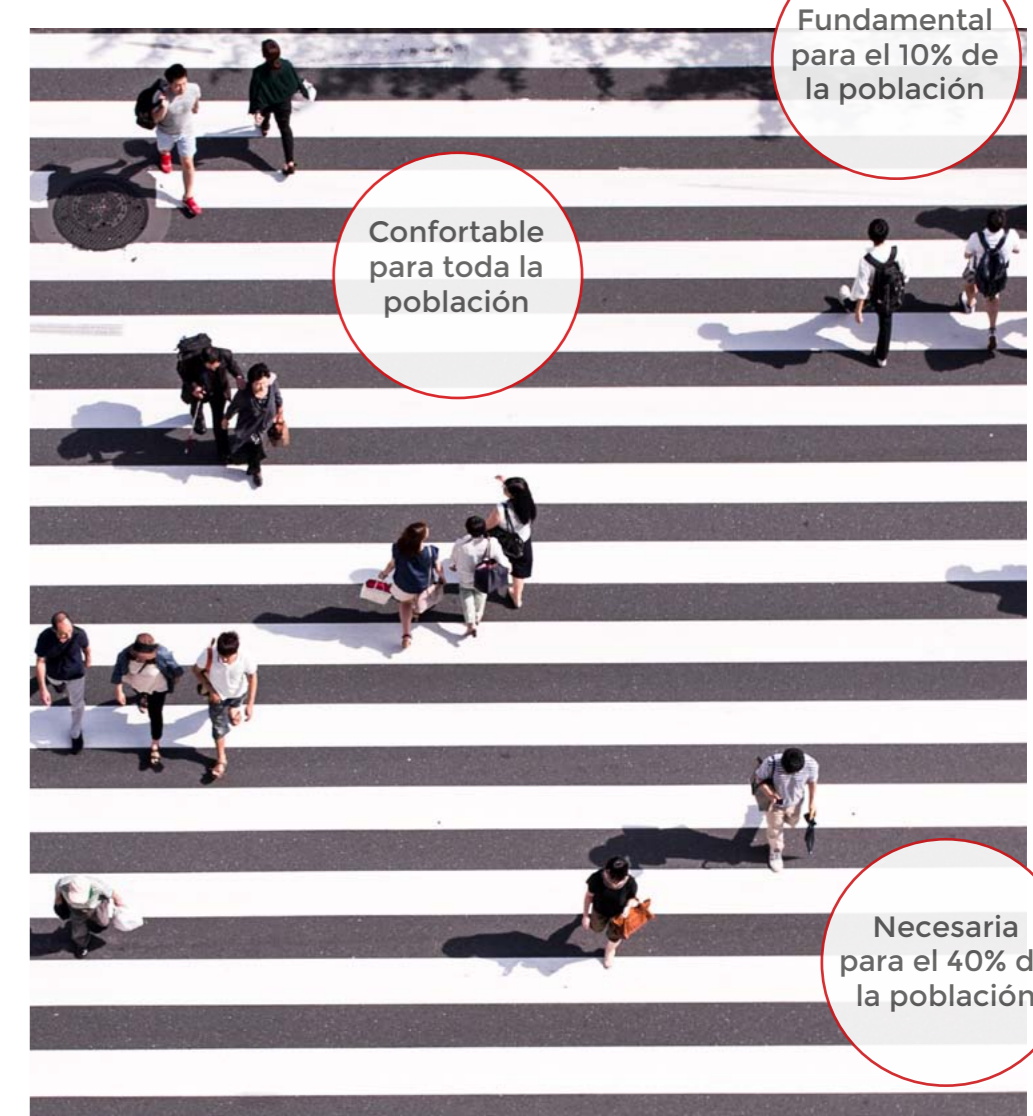 Fundamental
para el 10% de
la población
Confortable
para toda la
población
Necesaria
para el 40% d
la población